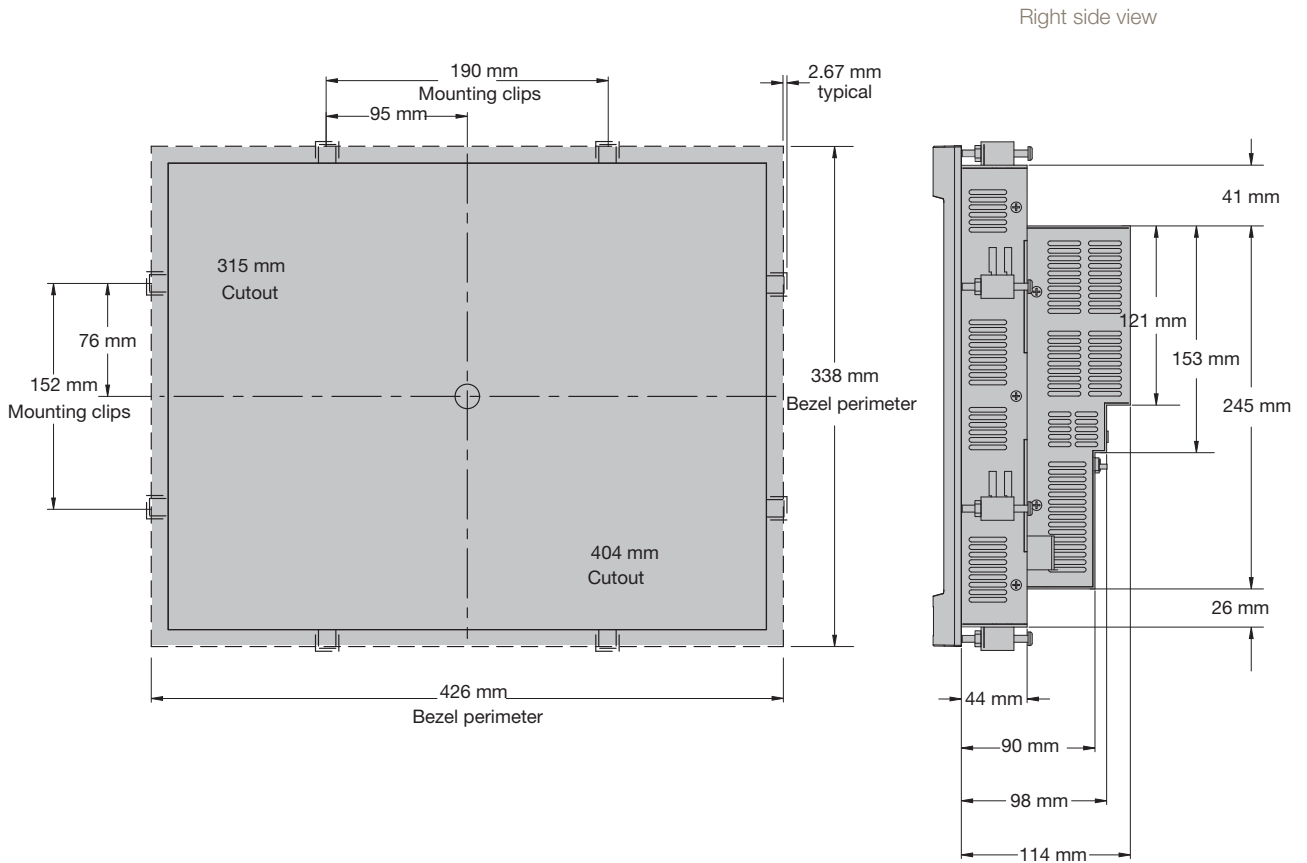 Right side view
190 mm
Mounting clips
2.67 mm
typical
95 mm
41 mm
315 mm
Cutout
76 mm
121 mm
153 mm
152 mm
Mounting clips
338 mm
Bezel perimeter
245 mm
404 mm
Cutout
26 mm
426 mm
Bezel perimeter
44 mm
90 mm
98 mm
114 mm